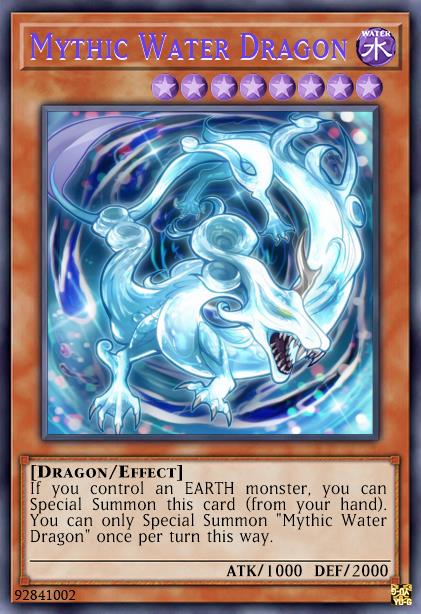 Mythic Water Dragon
WATER
水
[Dragon/Effect]
If you control an EARTH monster, you can
Special Summon this card (from your hand).
You can only Special Summon "Mythic Water
Dragon" once per turn this way.
ATK/1000 DEF/2000
92841002